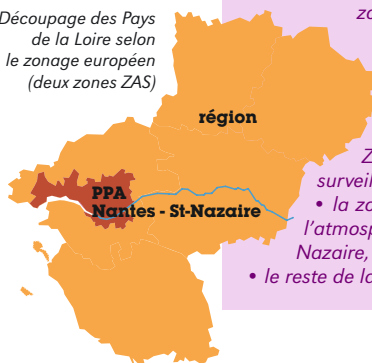 Découpage des Pays
de la Loire selon
le zonage européen
(deux zones ZAS)
région
PPA
Nantes - St-Nazaire
surveil
• la zo
l'atmosp
Nazaire,
• le reste de la